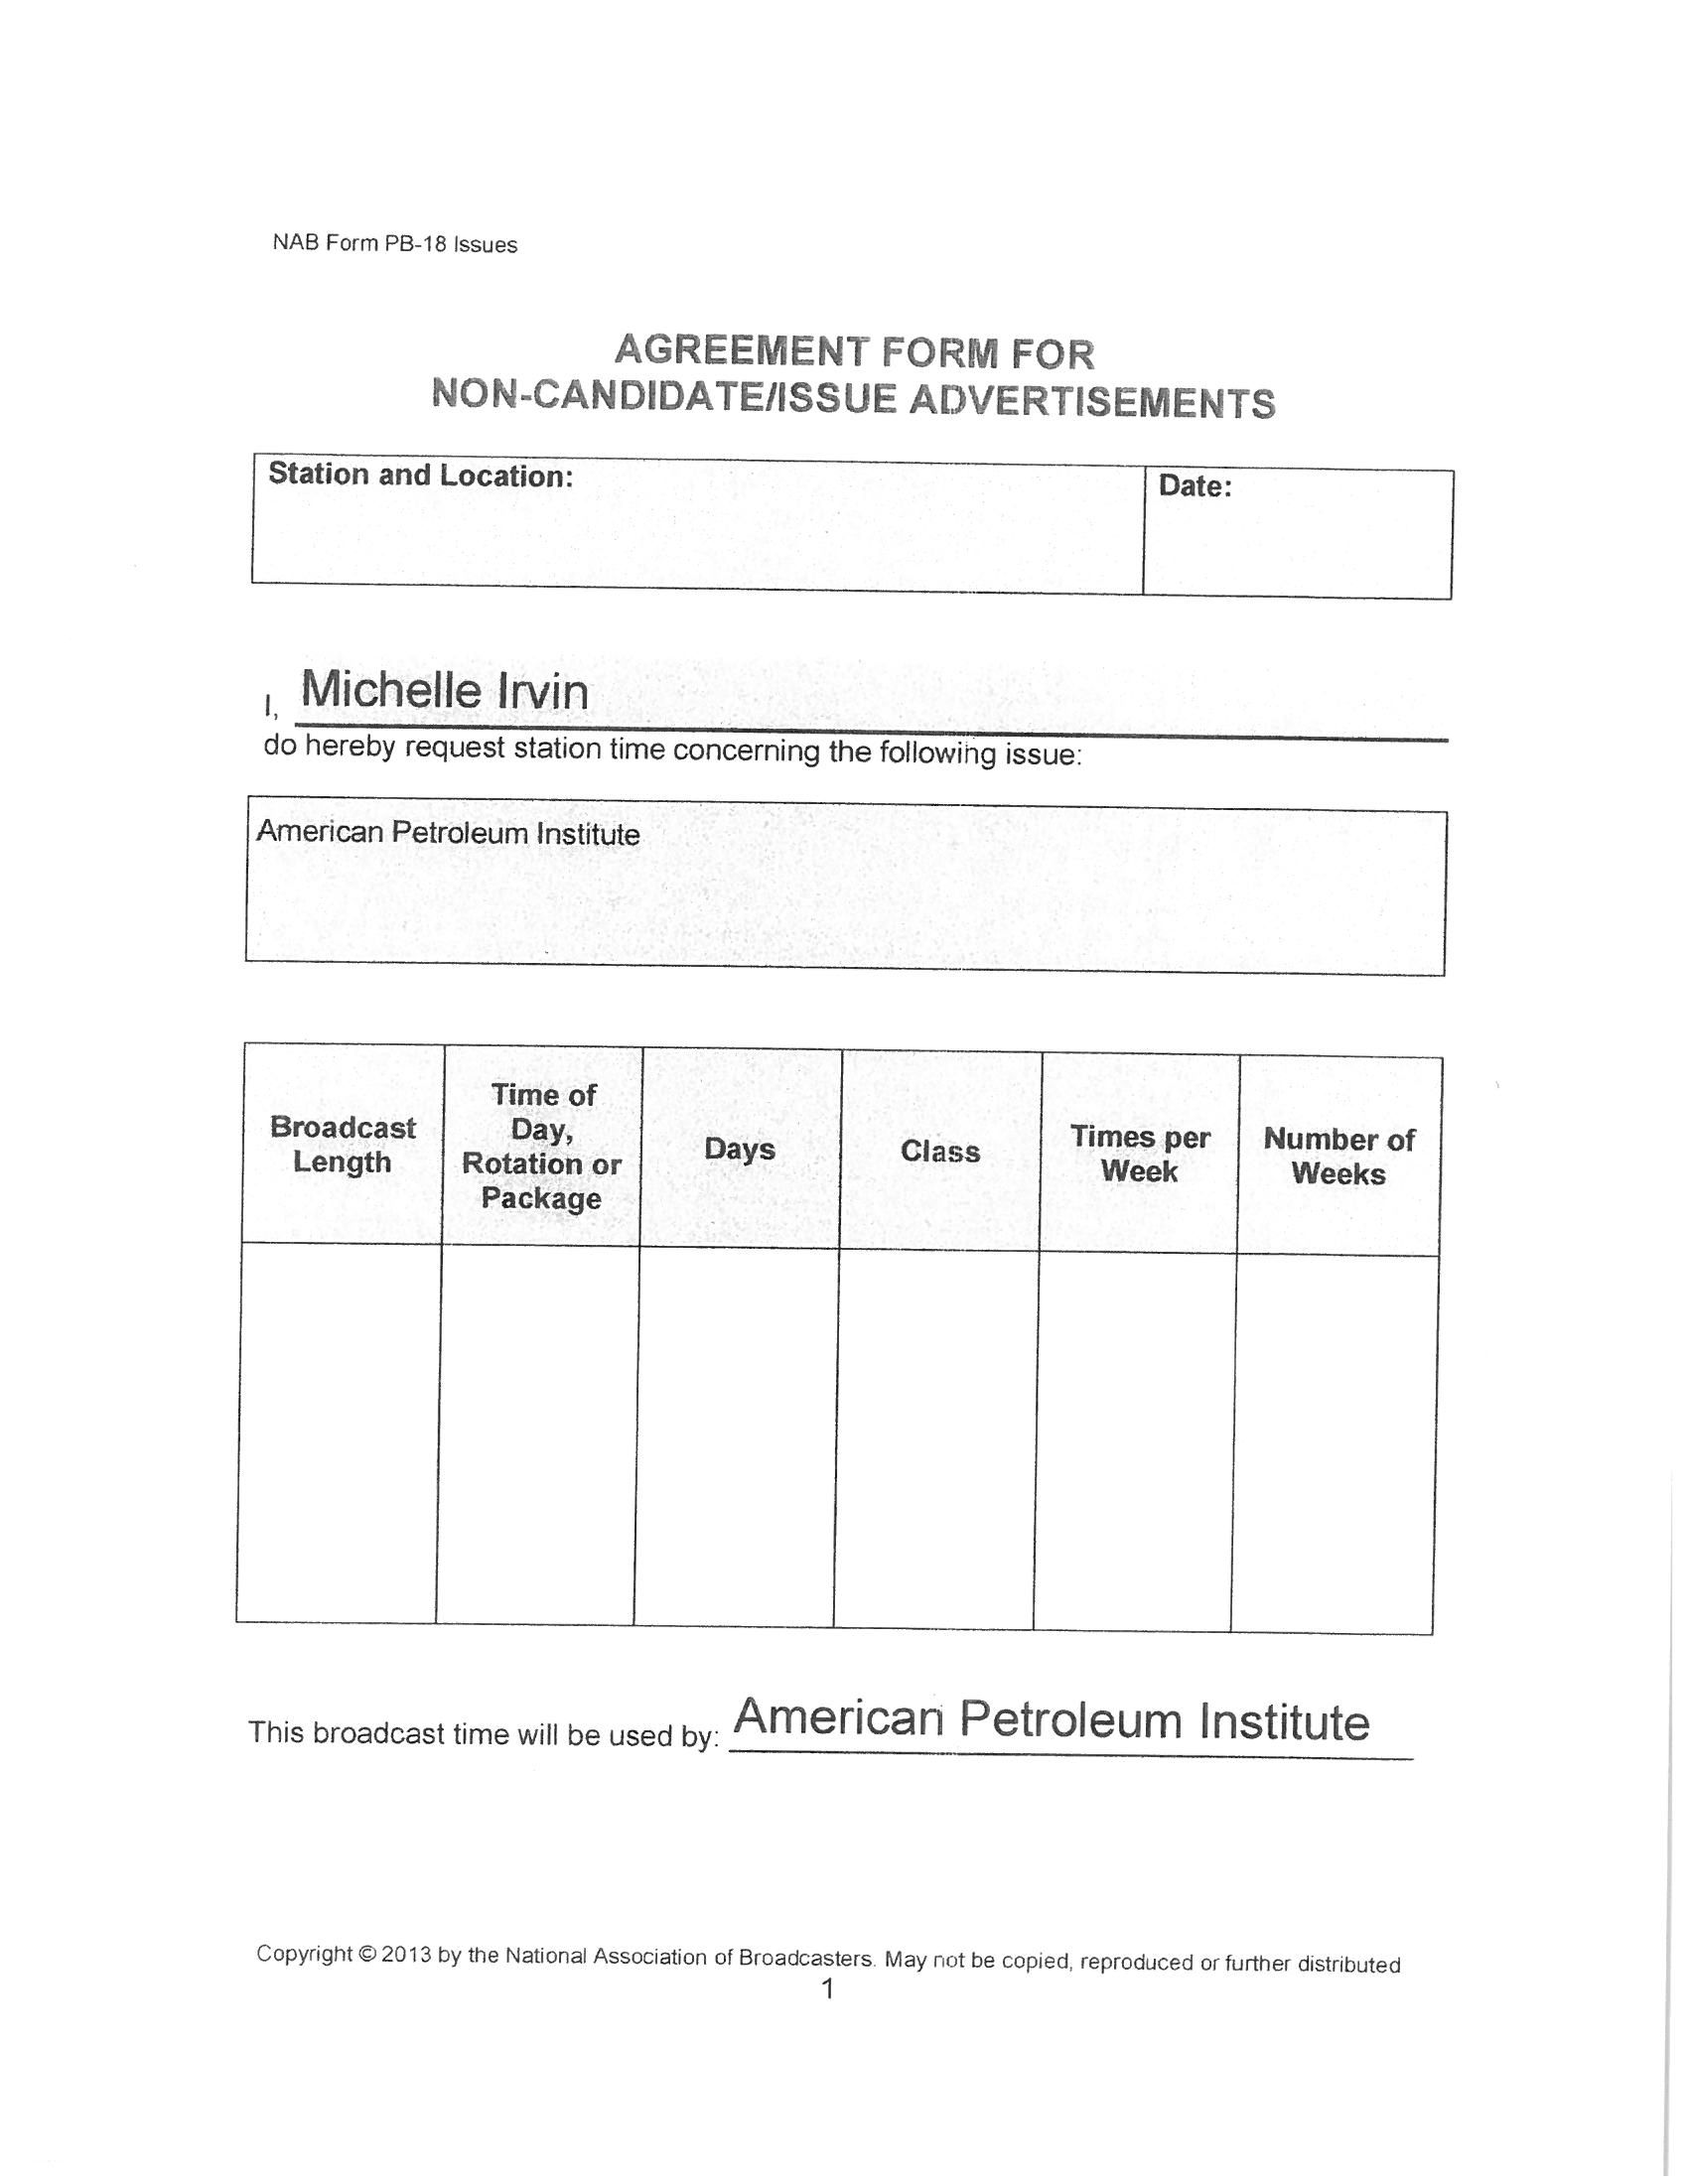 NAB Form PB-18 Issues
AGREEMENT FORM FOR
NON-CANDIDATE/ISSUE ADVERTISEMENTS
Station and Location:
Date:
I, Michelle Irvin
do hereby request station time concerning the following issue:
American Petroleum Institute
Broadcast
Length
Time of
Day,
Rotation or
Package
Days
Class
Times per
Week
Number of
Weeks
This broadcast time will be used by: American Petroleum Institute
Copyright © 2013 by the National Association of Broadcasters. May not be copied, reproduced or further distributed
1